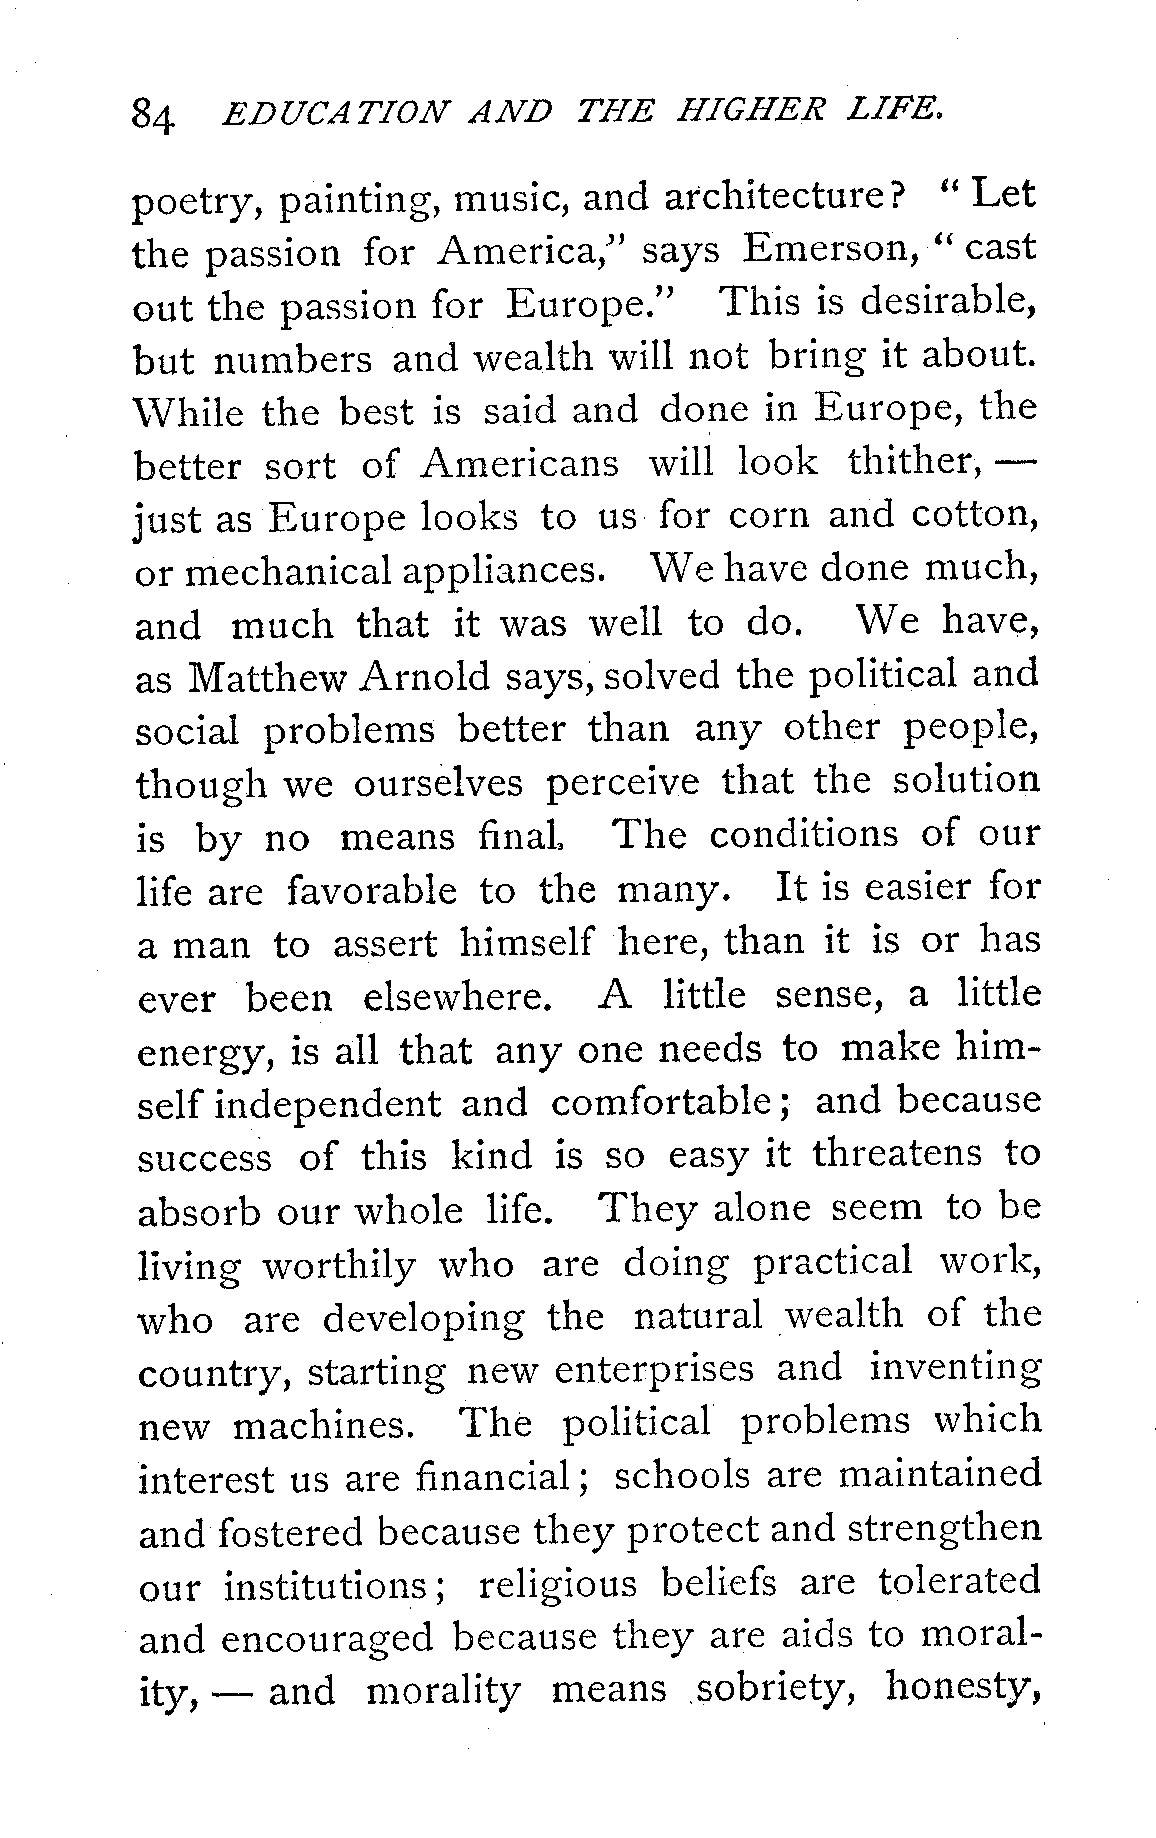 84 EDUCATION AND THE HIGHER LIFE.
poetry, painting, music, and architecture? “ Let
the passion for America,” says Emerson, “ cast
out the passion for Europe.” This is desirable,
but numbers and wealth will not bring it about.
While the best is said and done in Europe, the
better sort of Americans will look thither, —
just as Europe looks to us for corn and cotton,
or mechanical appliances. We have done much,
and much that it was well to do. We have,
as Matthew Arnold says, solved the political and
social problems better than any other people,
though we ourselves perceive that the solution
is by no means final. The conditions of our
life are favorable to the many. It is easier for
a man to assert himself here, than it is or has
ever been elsewhere. A little sense, a little
energy, is all that any one needs to make him-
self independent and comfortable; and because
success of this kind is so easy it threatens to
absorb our whole life. They alone seem to be
living worthily who are doing practical work,
who are developing the natural wealth of the
country, starting new enterprises and inventing
new machines. The political problems which
interest us are financial; schools are maintained
and fostered because they protect and strengthen
our institutions; religious beliefs are tolerated
and encouraged because they are aids to moral-
ity, — and morality means sobriety, honesty,